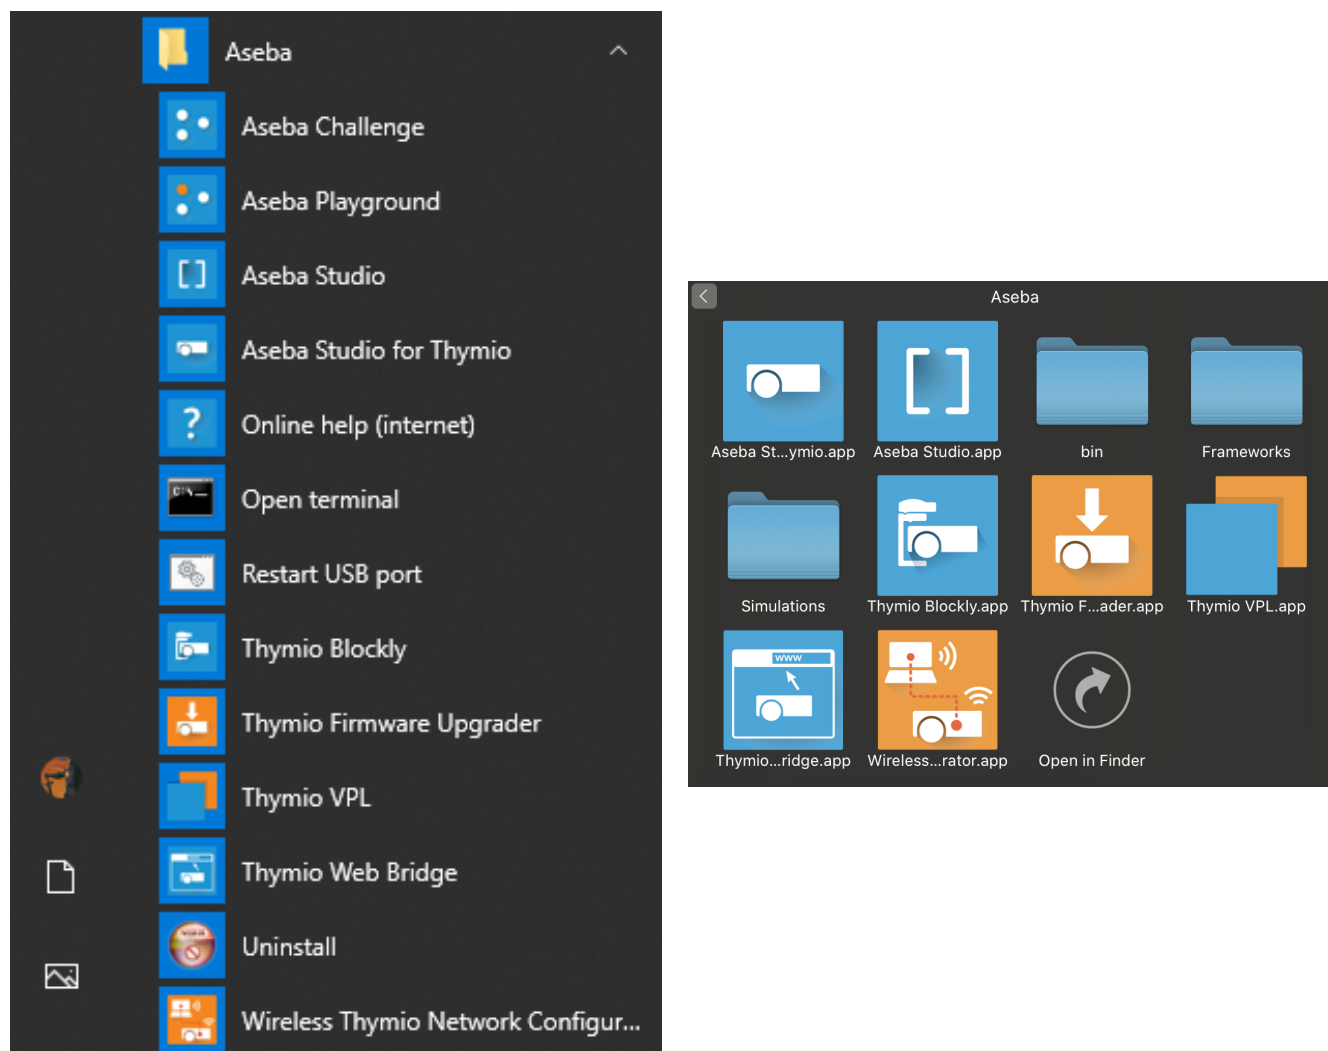 Aseba
Aseba Challenge
Aseba Playground
Aseba Studio
Aseba Studio for Thymio
Online help (internet)
Open terminal
Restart USB port
Thymio Blockly
Thymio Firmware Upgrader
Thymio VPL
Thymio Web Bridge
Uninstall
Wireless Thymio Network Configur...
Aseba
Aseba St...ymio.app
Aseba Studio.app
bin
Frameworks
Simulations
Thymio Blockly.app
Thymio F...ader.app
Thymio VPL.app
www
Thymio...ridge.app
Wireless...rator.app
Open in Finder